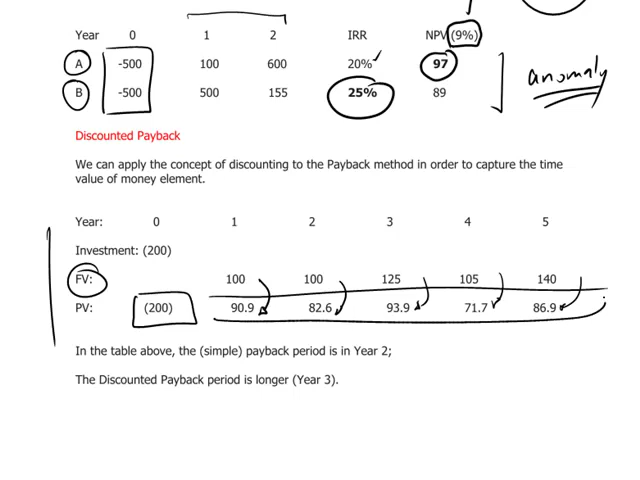 Year 0 1 2 IRR NPV (9%)
A -500 100 600 20% 97
B -500 500 155 25% 89
anomaly
Discounted Payback
We can apply the concept of discounting to the Payback method in order to capture the time
value of money element.
Year: 0 1 2 3 4 5
Investment: (200)
FV: 100 100 125 105 140
PV: (200) 90.9 82.6 93.9 71.7 86.9
In the table above, the (simple) payback period is in Year 2;
The Discounted Payback period is longer (Year 3).